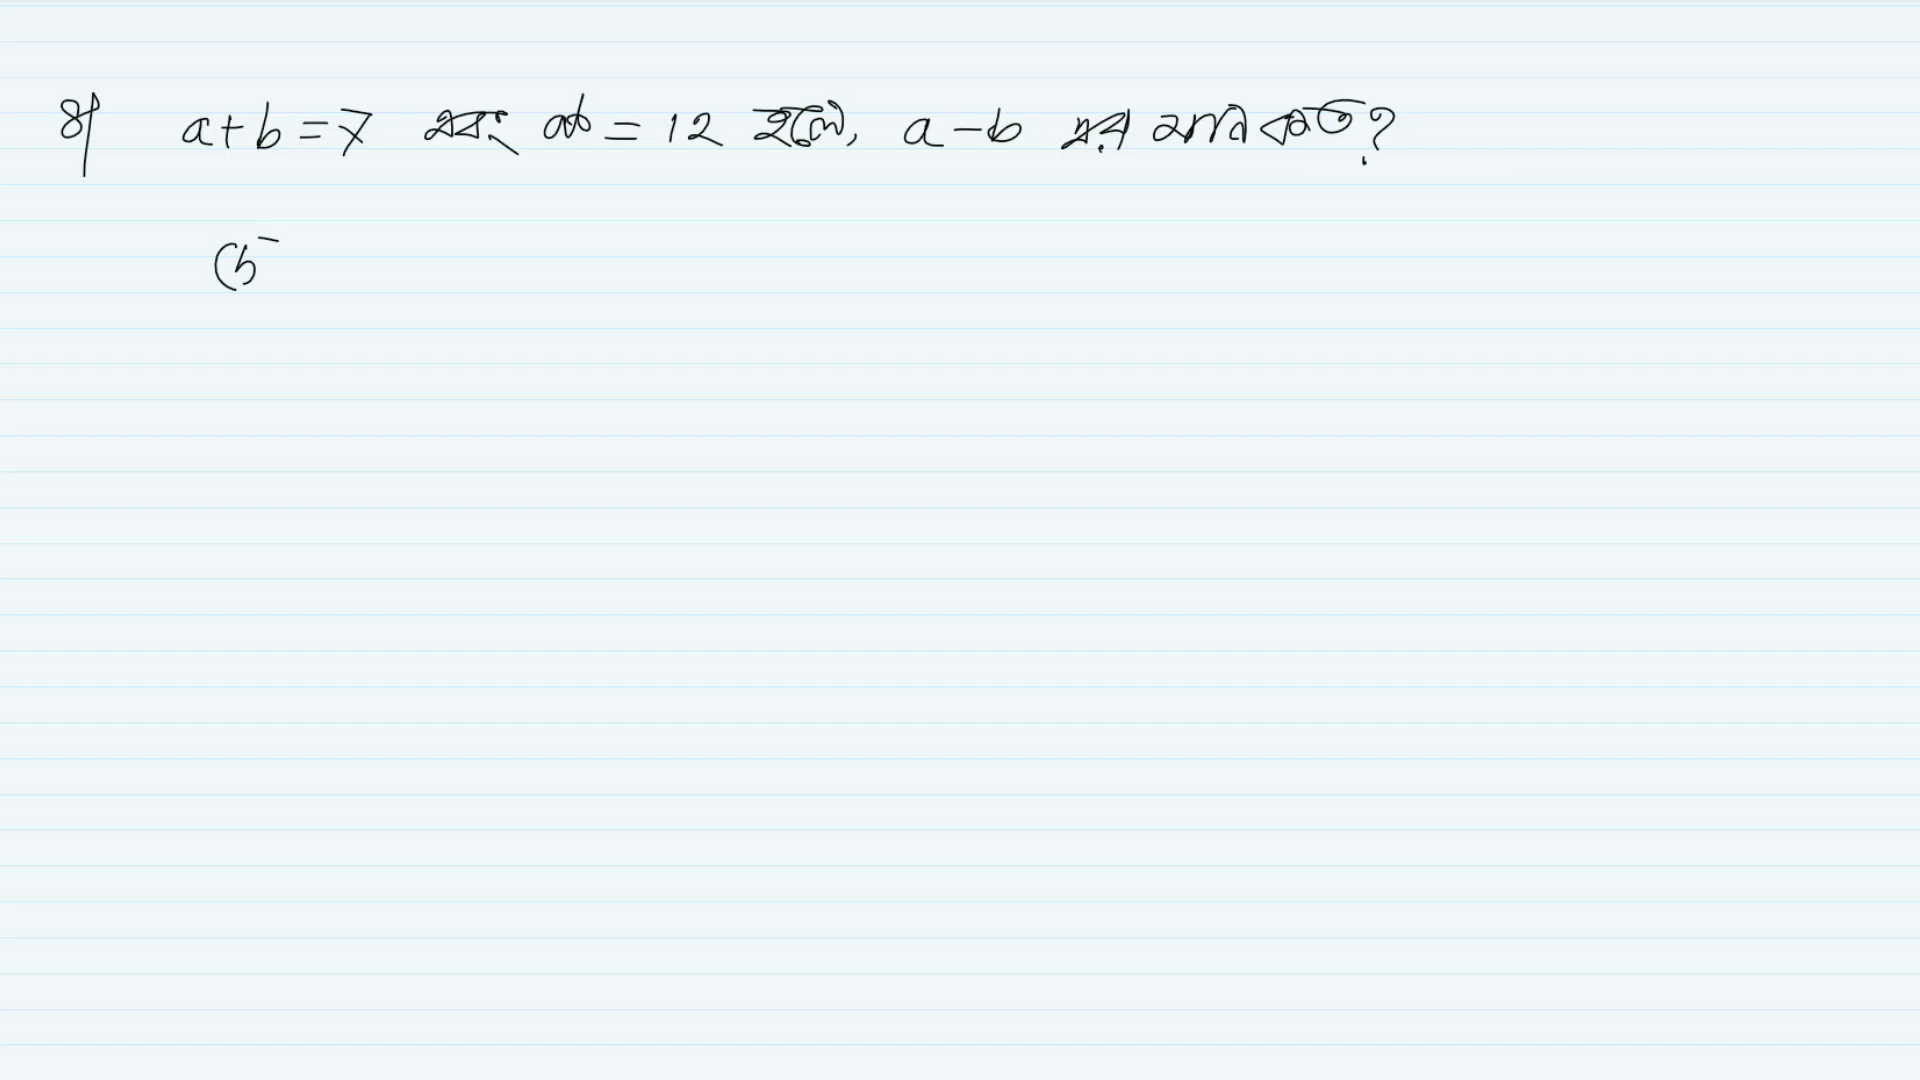 ৪। a+b=7 এবং ab = 12 হলে, a-b এর মান কত?